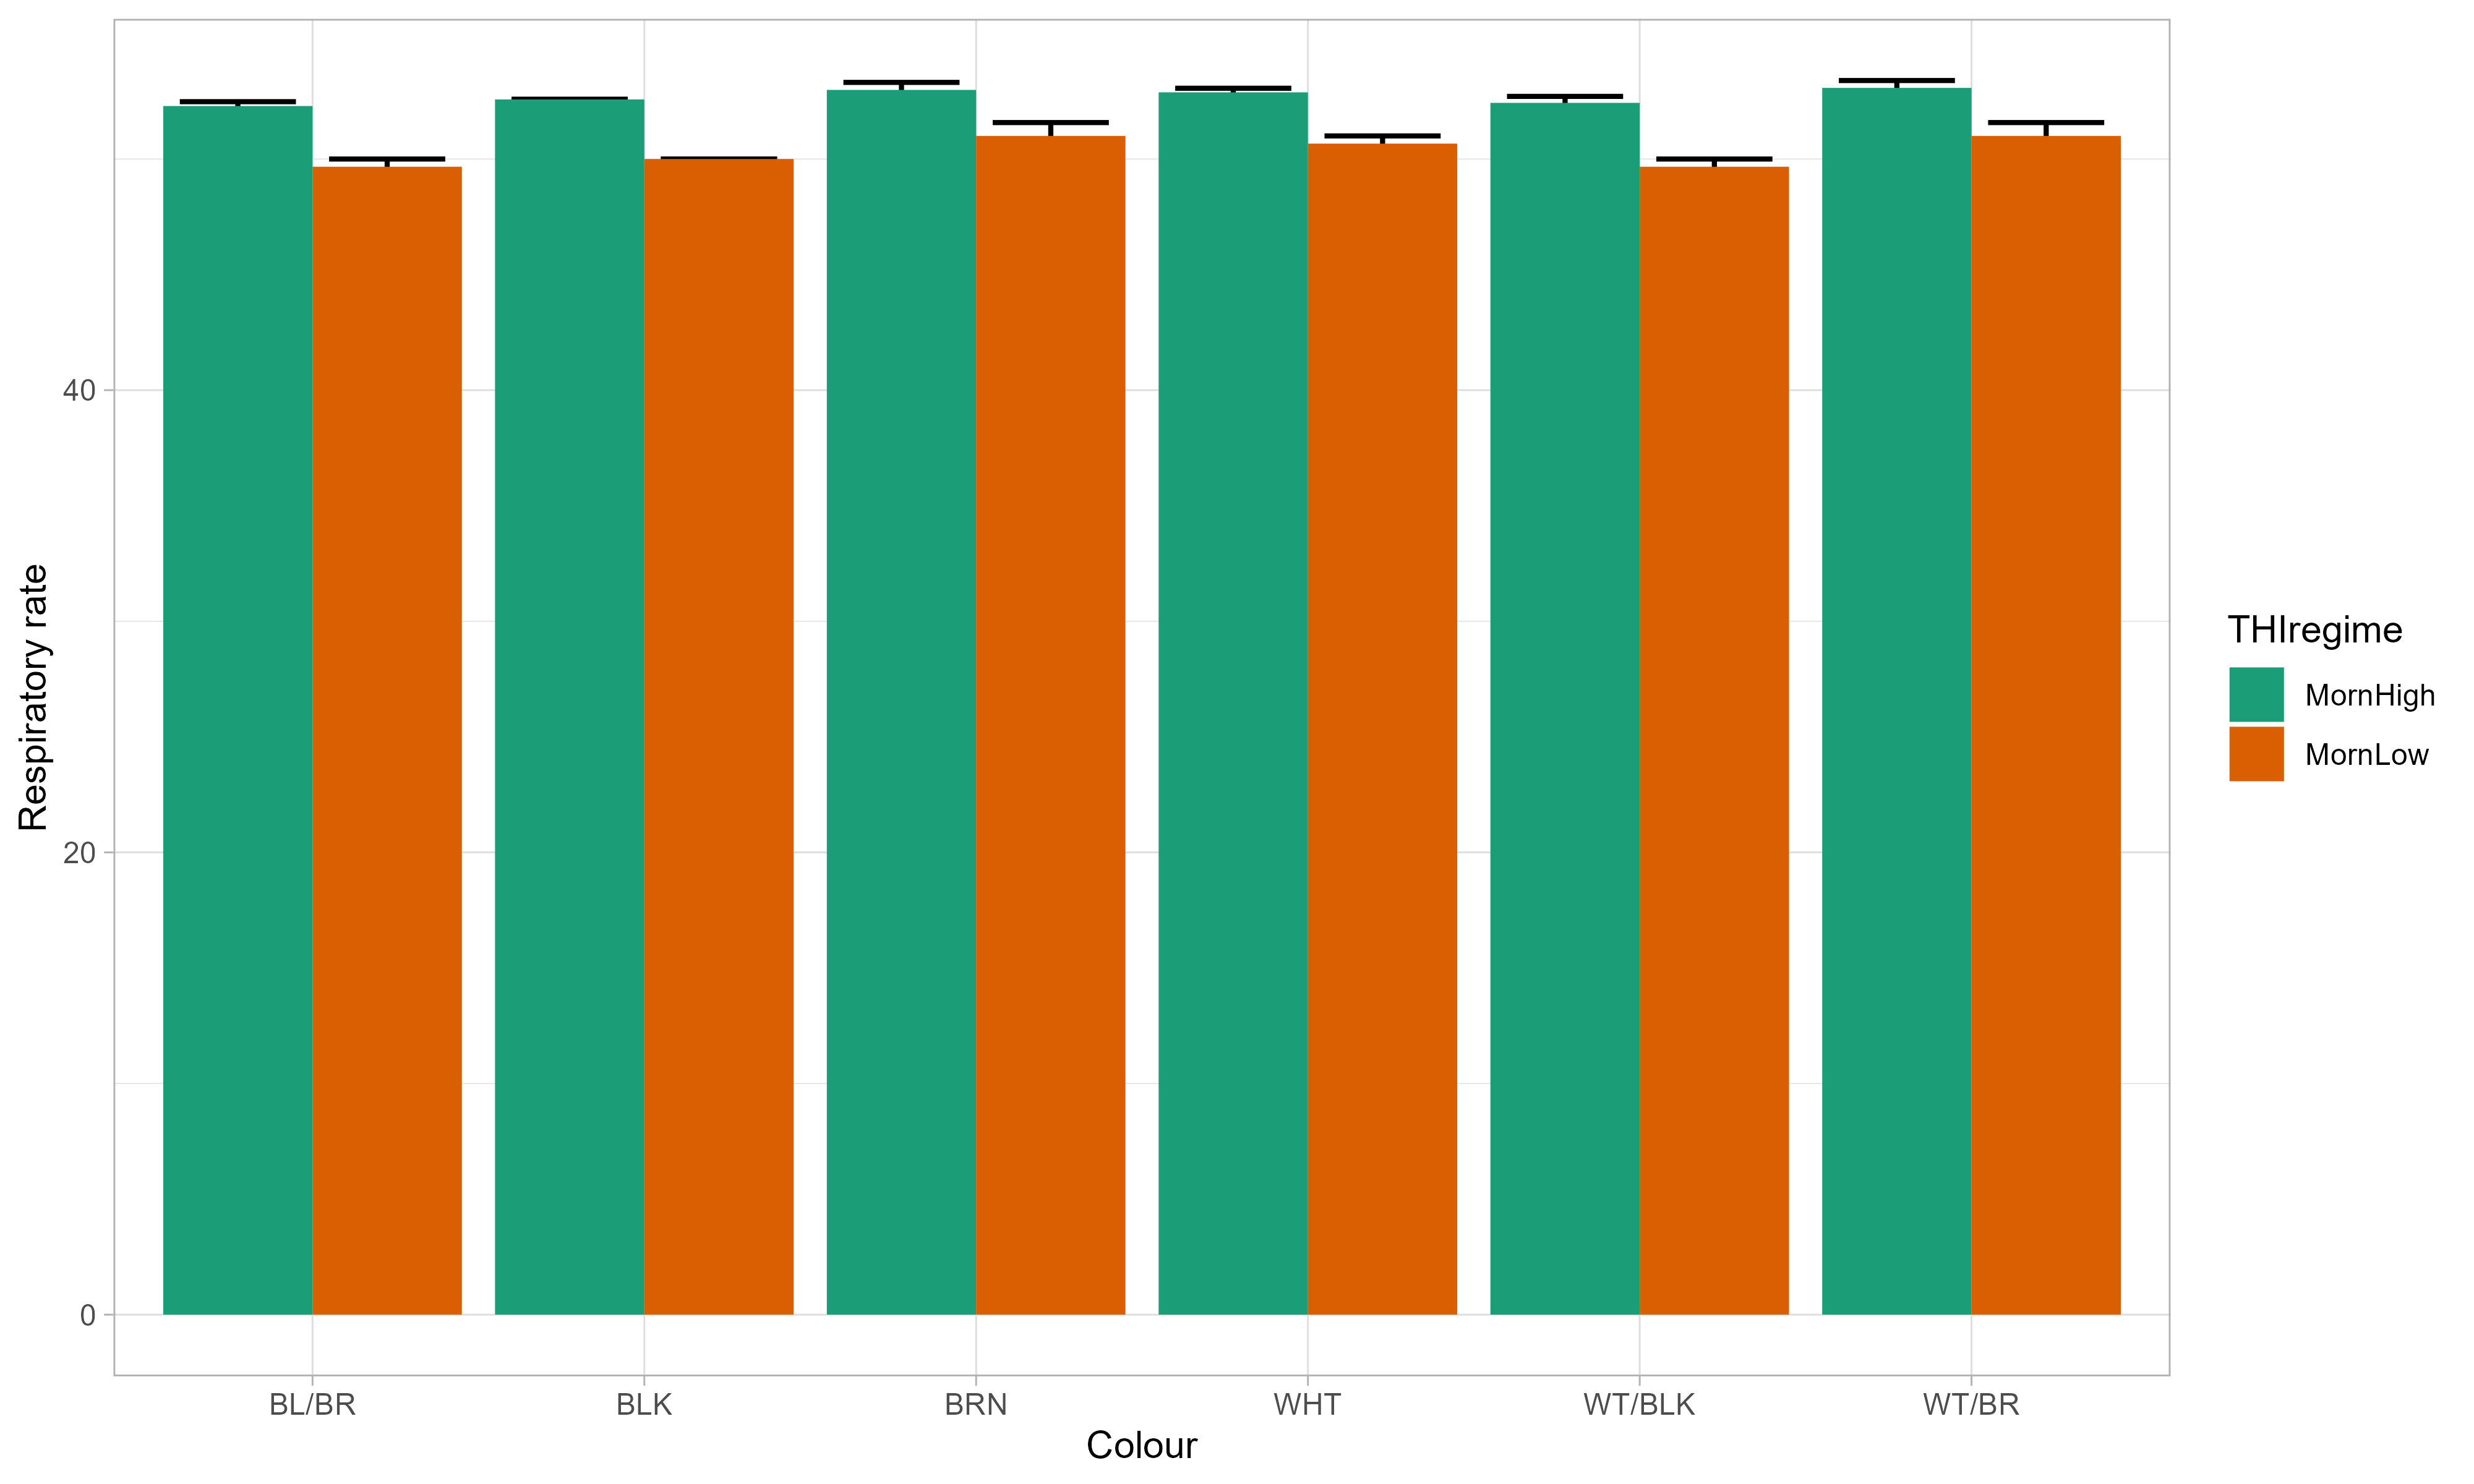 Respiratory rate
40
20
0
BL/BR
BLK
BRN
WHT
WT/BLK
WT/BR
Colour
THIregime
MornHigh
MornLow